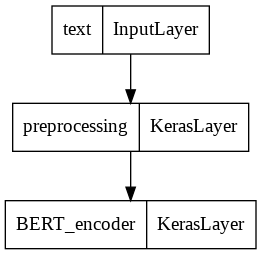 text InputLayer
preprocessing KerasLayer
BERT_encoder KerasLayer